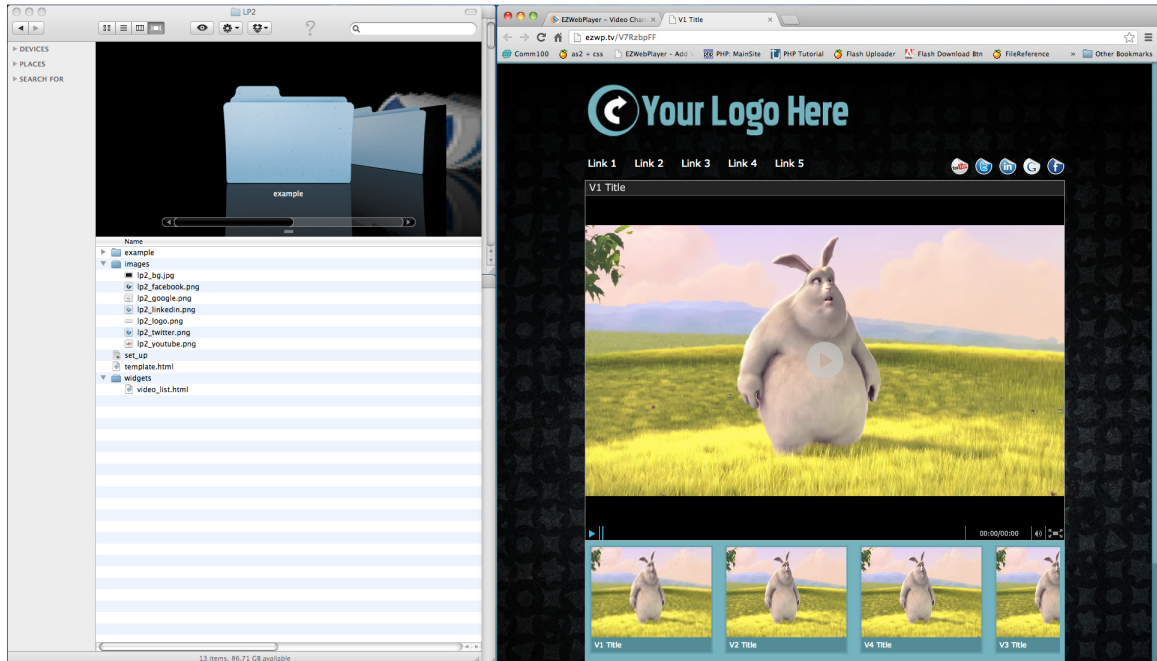 LP2
DEVICES
PLACES
SEARCH FOR
example
Name
example
images
lp2_bg.jpg
lp2_facebook.png
lp2_google.png
lp2_linkedin.png
lp2_logo.png
lp2_twitter.png
lp2_youtube.png
set_up
template.html
widgets
video_list.html
13 items, 86.71 GB available
EZWebPlayer – Video Chan
V1 Title
ezwp.tv/V7RzbpFF
Comm100 as2 + css EZWebPlayer – Add PHP: MainSite PHP Tutorial Flash Uploader Flash Download Btn FileReference » Other Bookmarks
Your Logo Here
Link 1 Link 2 Link 3 Link 4 Link 5
V1 Title
00:00/00:00
V1 Title V2 Title V4 Title V3 Title